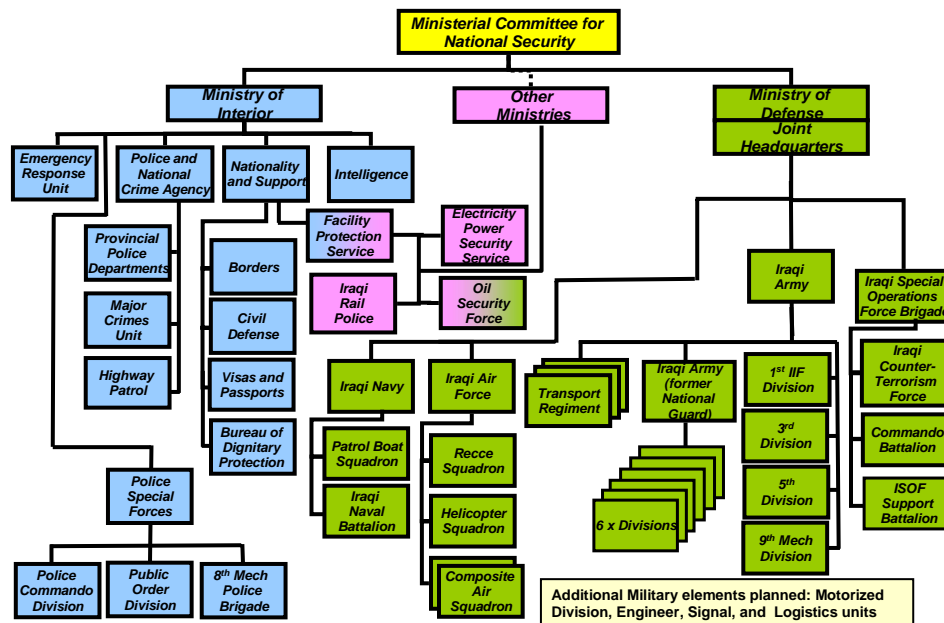 Ministerial Committee for
National Security
Ministry of
Interior
Other
Ministries
Ministry of
Defense
Joint
Headquarters
Emergency
Response
Unit
Police and
National
Crime Agency
Nationality
and Support
Intelligence
Facility
Protection
Service
Electricity
Power
Security
Service
Iraqi
Rail
Police
Oil
Security
Force
Provincial
Police
Departments
Major
Crimes
Unit
Highway
Patrol
Borders
Civil
Defense
Visas and
Passports
Bureau of
Dignitary
Protection
Police
Special
Forces
Police
Commando
Division
Public
Order
Division
8th Mech
Police
Brigade
Iraqi
Army
Iraqi Special
Operations
Force Brigade
Iraqi Navy
Patrol Boat
Squadron
Iraqi
Naval
Battalion
Iraqi Air
Force
Recce
Squadron
Helicopter
Squadron
Composite
Air
Squadron
Transport
Regiment
Iraqi Army
(former
National
Guard)
6 x Divisions
1st IIF
Division
3rd
Division
5th
Division
9th Mech
Division
Iraqi
Counter-
Terrorism
Force
Commando
Battalion
ISOF
Support
Battalion
Additional Military elements planned: Motorized
Division, Engineer, Signal, and Logistics units